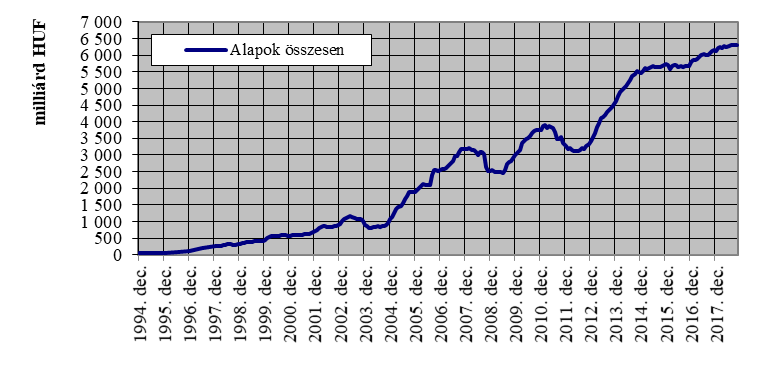 milliárd HUF
7 000
6 500
6 000
5 500
5 000
4 500
4 000
3 500
3 000
2 500
2 000
1 500
1 000
500
0
Alapok összesen
1994. dec.
1995. dec.
1996. dec.
1997. dec.
1998. dec.
1999. dec.
2000. dec.
2001. dec.
2002. dec.
2003. dec.
2004. dec.
2005. dec.
2006. dec.
2007. dec.
2008. dec.
2009. dec.
2010. dec.
2011. dec.
2012. dec.
2013. dec.
2014. dec.
2015. dec.
2016. dec.
2017. dec.